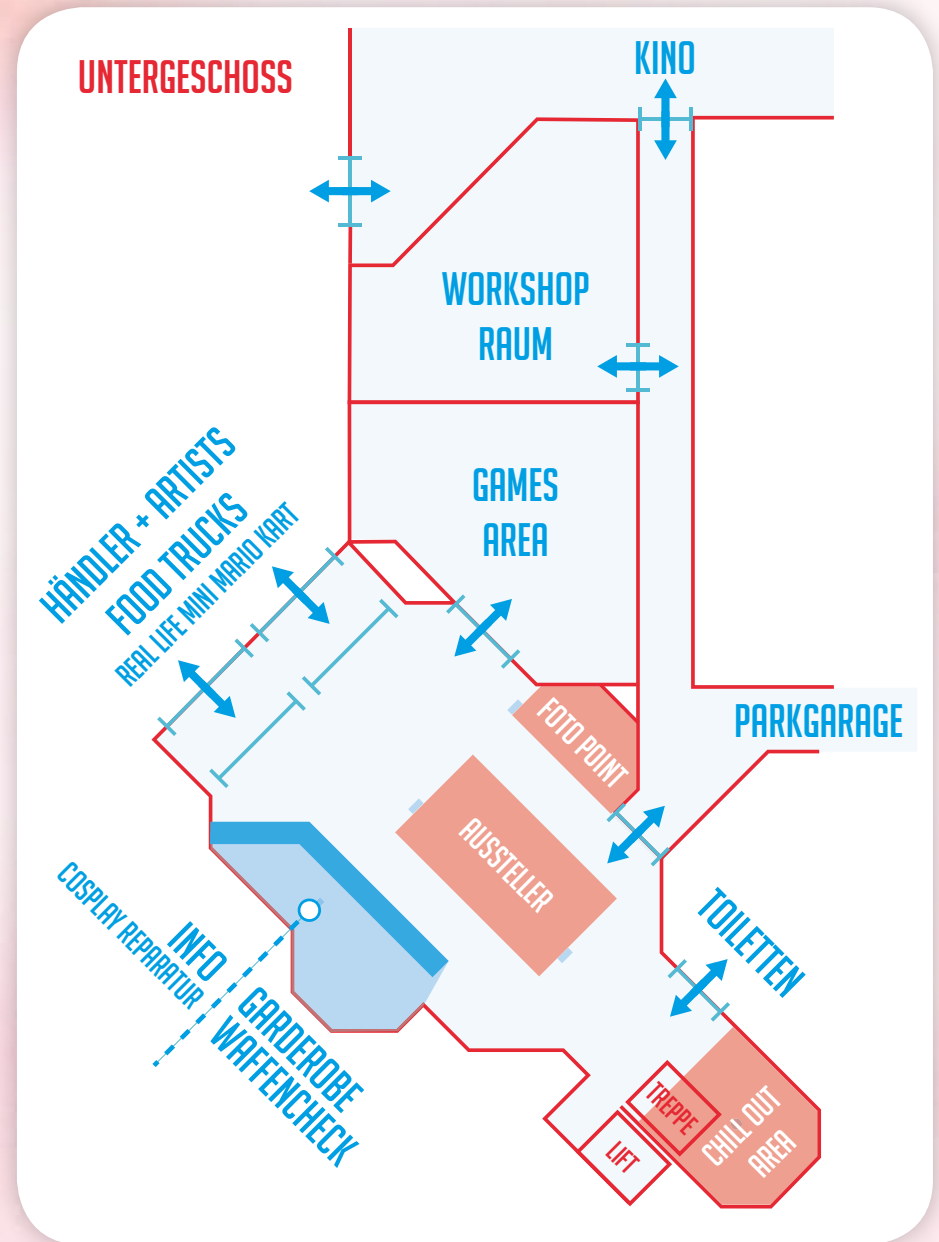 UNTERGESCHOSS
KINO
WORKSHOP
RAUM
GAMES
AREA
HÄNDLER + ARTISTS
FOOD TRUCKS
REAL LIFE MINI MARIO KART
FOTO POINT
PARKGARAGE
AUSSTELLER
TOILETTEN
INFO
COSPLAY REPARATUR
GARDEROBE
WAFFENCHECK
TREPPE
LIFT
CHILL OUT
AREA